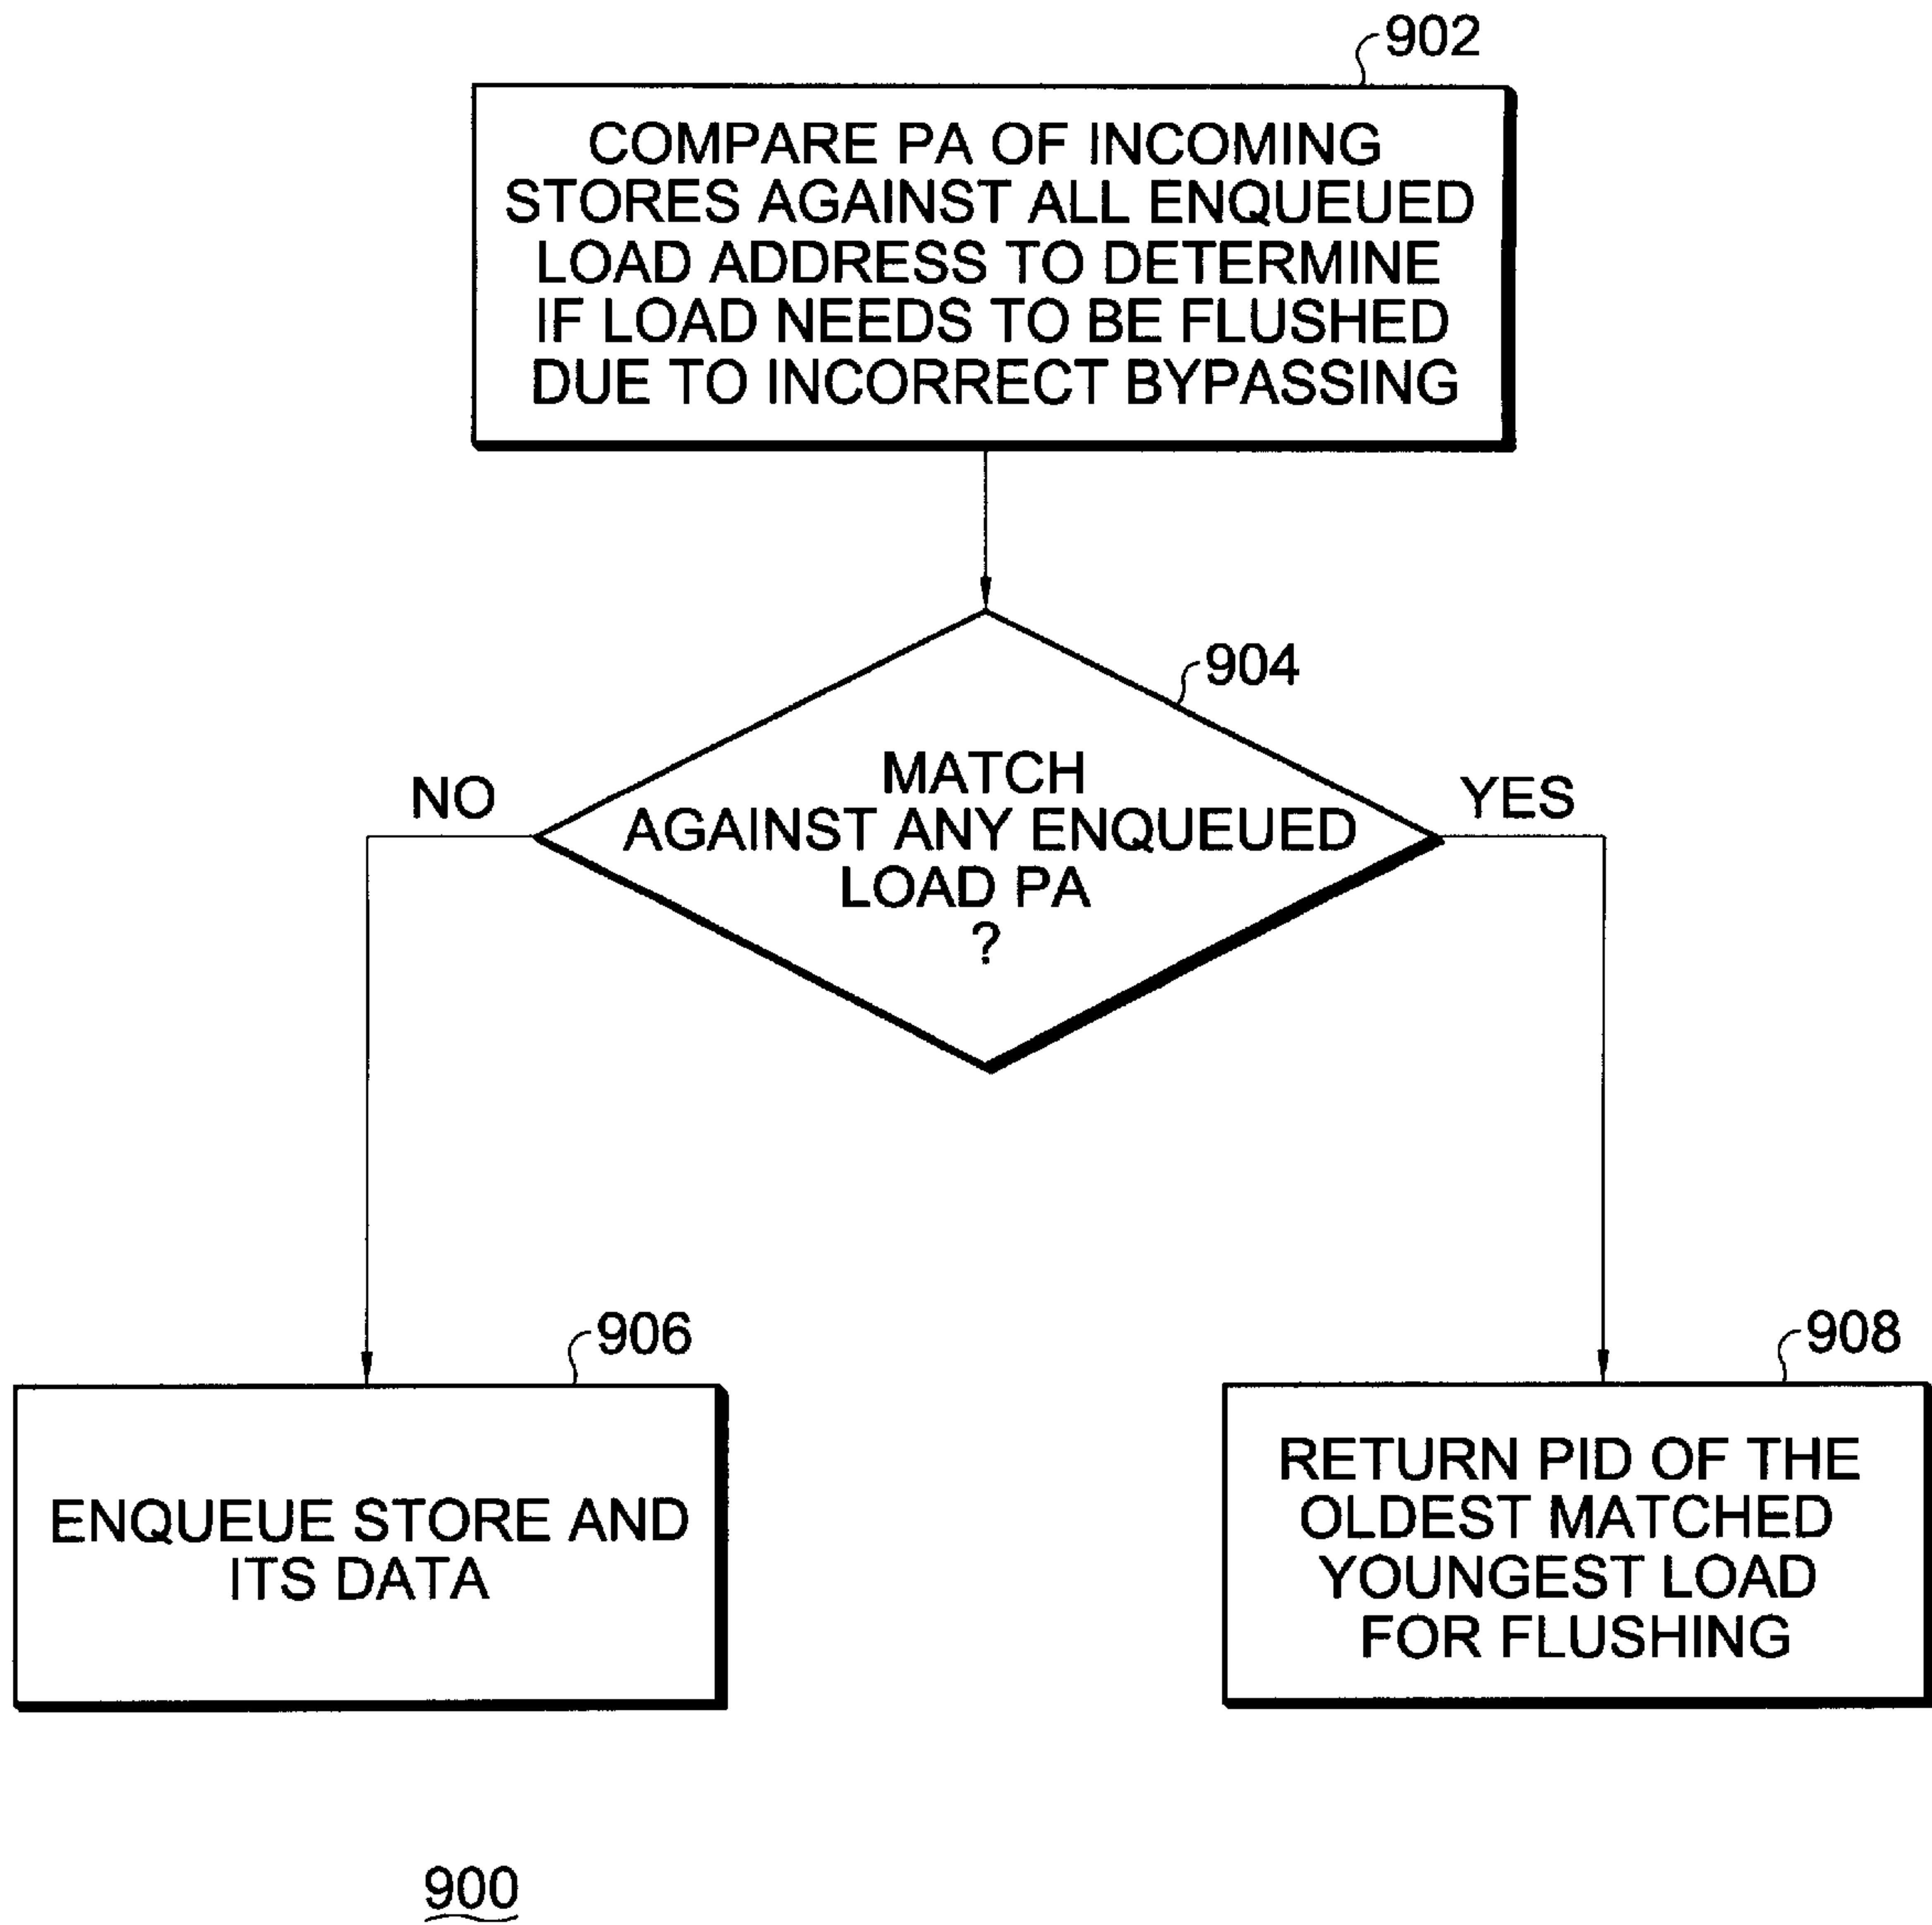 902
COMPARE PA OF INCOMING
STORES AGAINST ALL ENQUEUED
LOAD ADDRESS TO DETERMINE
IF LOAD NEEDS TO BE FLUSHED
DUE TO INCORRECT BYPASSING
904
MATCH
AGAINST ANY ENQUEUED
LOAD PA
?
NO
YES
906
ENQUEUE STORE AND
ITS DATA
908
RETURN PID OF THE
OLDEST MATCHED
YOUNGEST LOAD
FOR FLUSHING
900